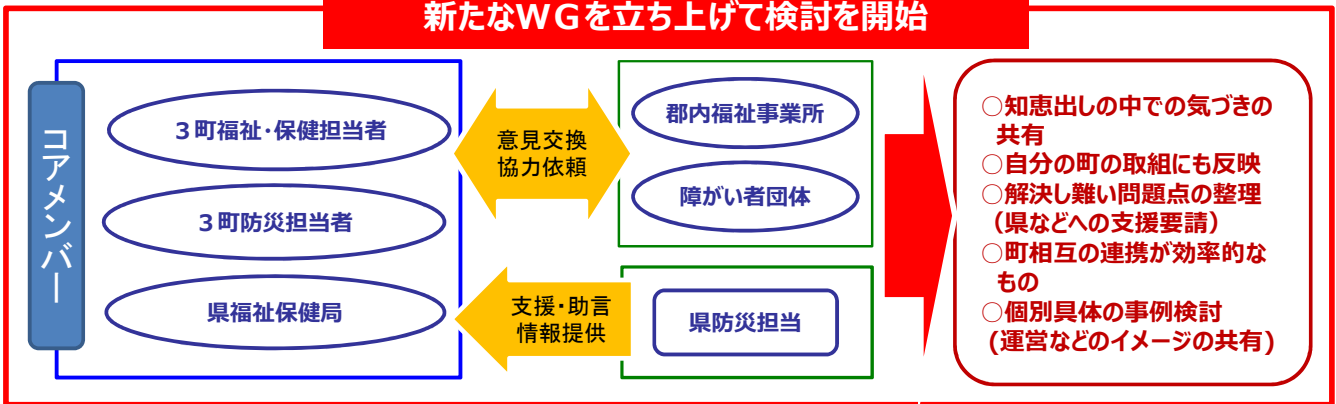 新たなWGを立ち上げて検討を開始
コアメンバー
3町福祉・保健担当者
3町防災担当者
県福祉保健局
意見交換
協力依頼
支援・助言
情報提供
郡内福祉事業所
障がい者団体
県防災担当
○知恵出しの中での気づきの
共有
○自分の町の取組にも反映
○解決し難い問題点の整理
（県などへの支援要請）
○町相互の連携が効率的な
もの
○個別具体の事例検討
(運営などのイメージの共有)